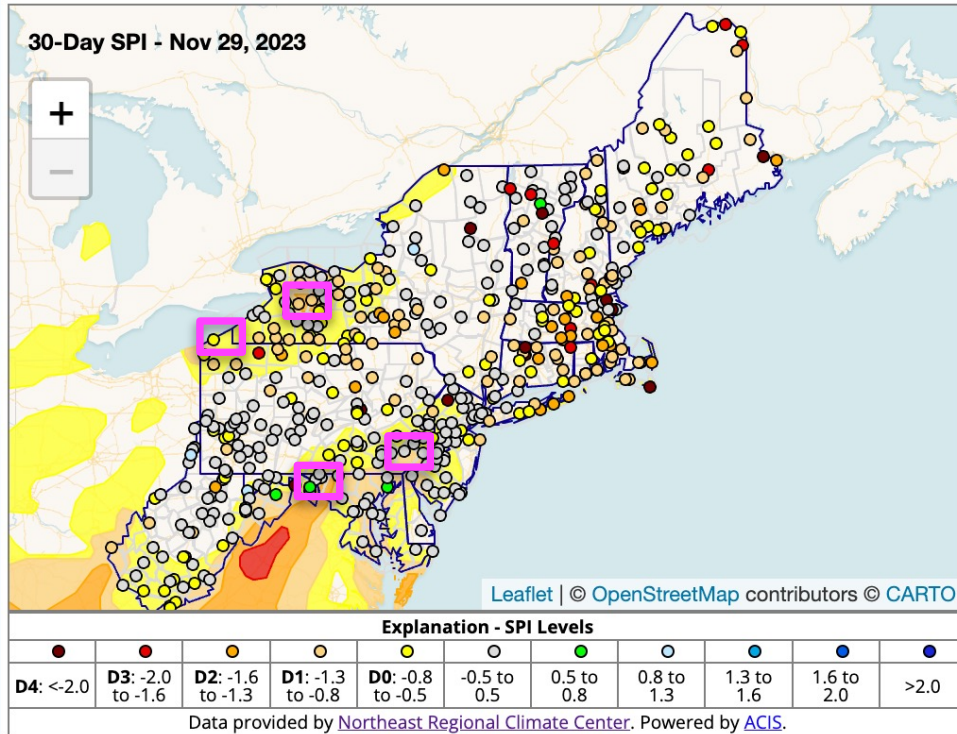 30-Day SPI - Nov 29, 2023
+
−
Leaflet | © OpenStreetMap contributors © CARTO
Explanation - SPI Levels
D4: <-2.0
D3: -2.0 to -1.6
D2: -1.6 to -1.3
D1: -1.3 to -0.8
D0: -0.8 to -0.5
-0.5 to 0.5
0.5 to 0.8
0.8 to 1.3
1.3 to 1.6
1.6 to 2.0
>2.0
Data provided by Northeast Regional Climate Center. Powered by ACIS.